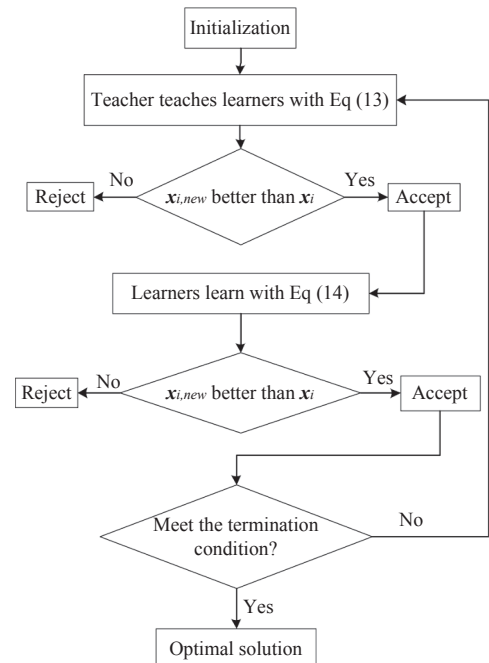 Initialization
Teacher teaches learners with Eq (13)
No
Yes
Reject
xi,new better than xi
Accept
Learners learn with Eq (14)
No
Yes
Reject
xi,new better than xi
Accept
Meet the termination
condition?
No
Yes
Optimal solution